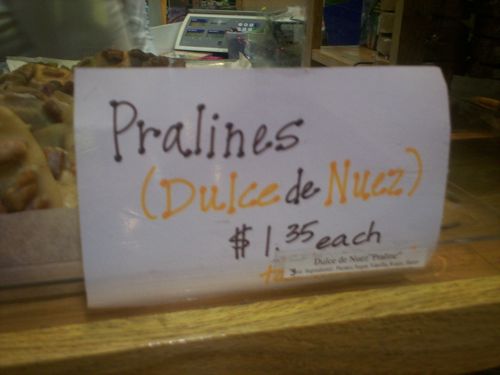 Pralines
(Dulce de Nuez)
$1.35 each
Dulce de Nuez "Praline"